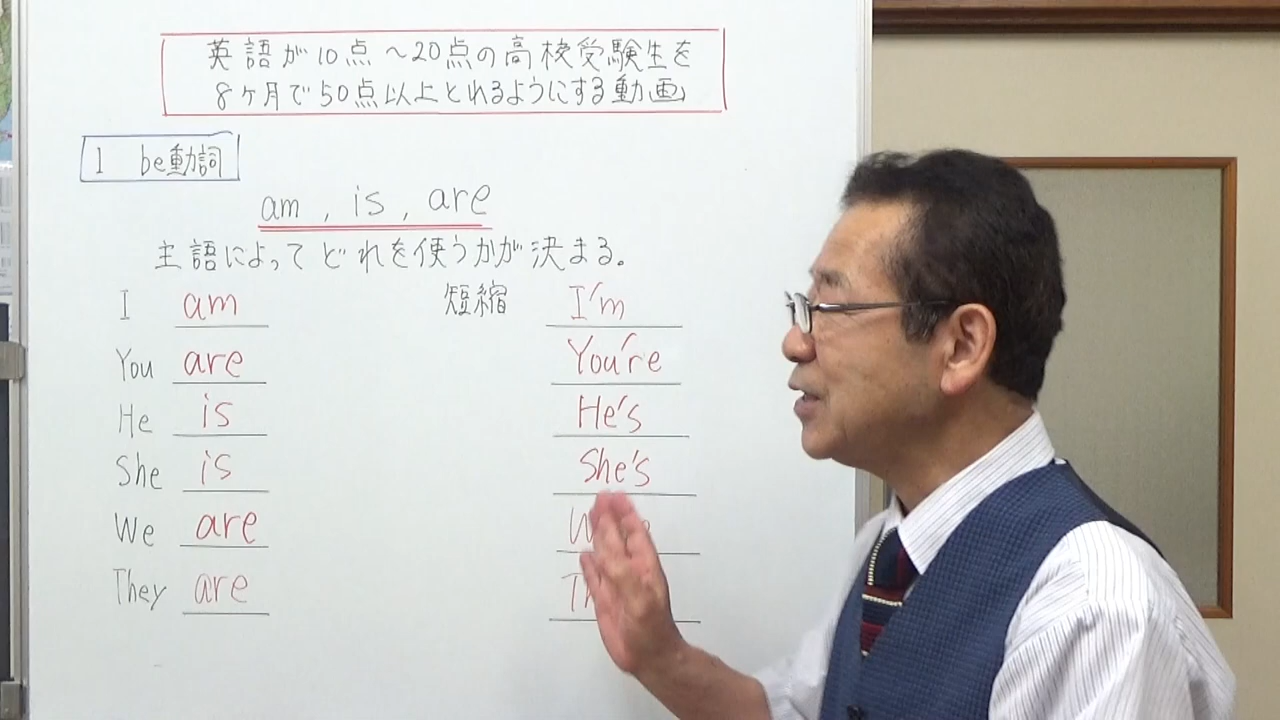 英語が10点～20点の高校受験生を
8ヶ月で50点以上とれるようにする動画
1 be動詞
am , is , are
主語によってどれを使うかが決まる。
I am 短縮 I'm
You are You're
He is He's
She is She's
We are
They are